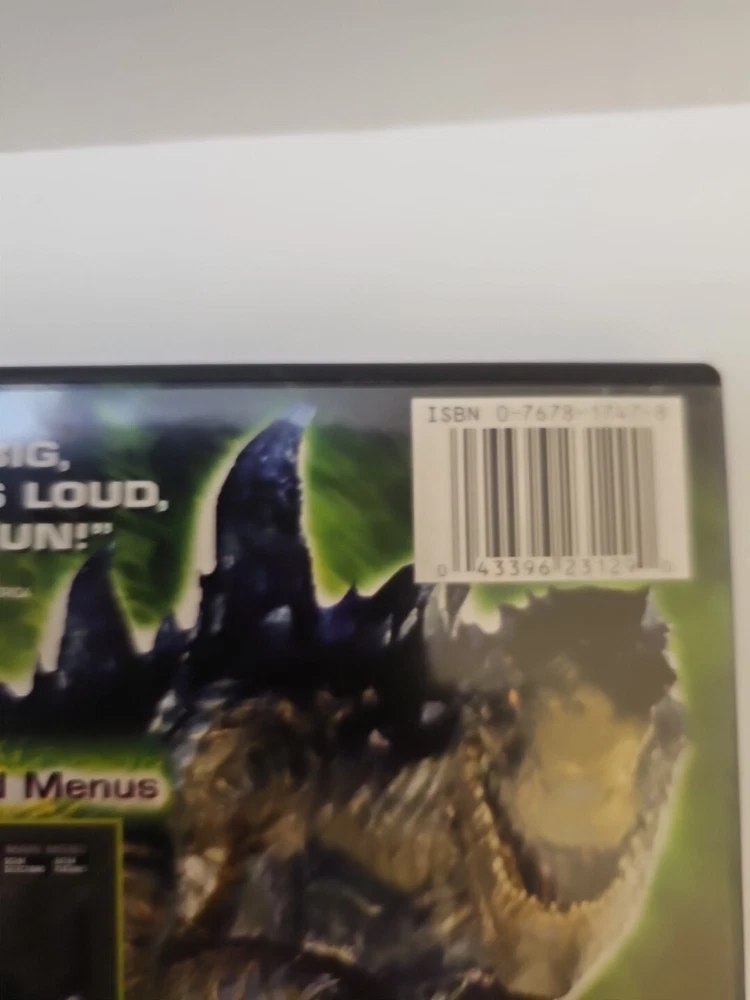 ISBN 0-7678-1747-8
BIG,
S LOUD,
UN!”
0 43396 23129
d Menus